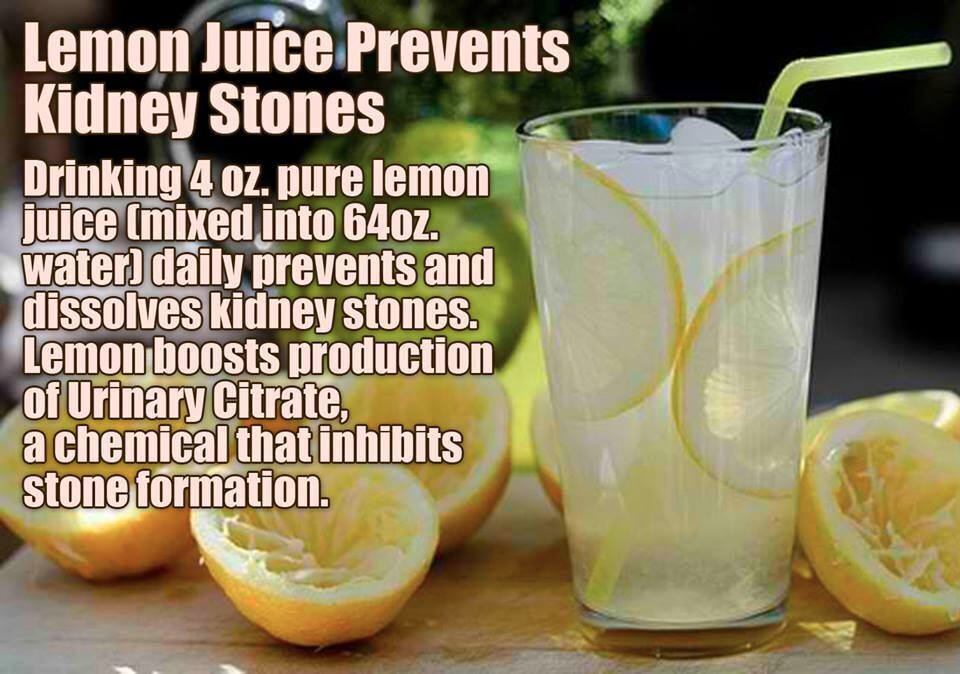 Lemon Juice Prevents
Kidney Stones
Drinking 4 oz. pure lemon
juice (mixed into 64oz.
water) daily prevents and
dissolves kidney stones.
Lemon boosts production
of Urinary Citrate,
a chemical that inhibits
stone formation.